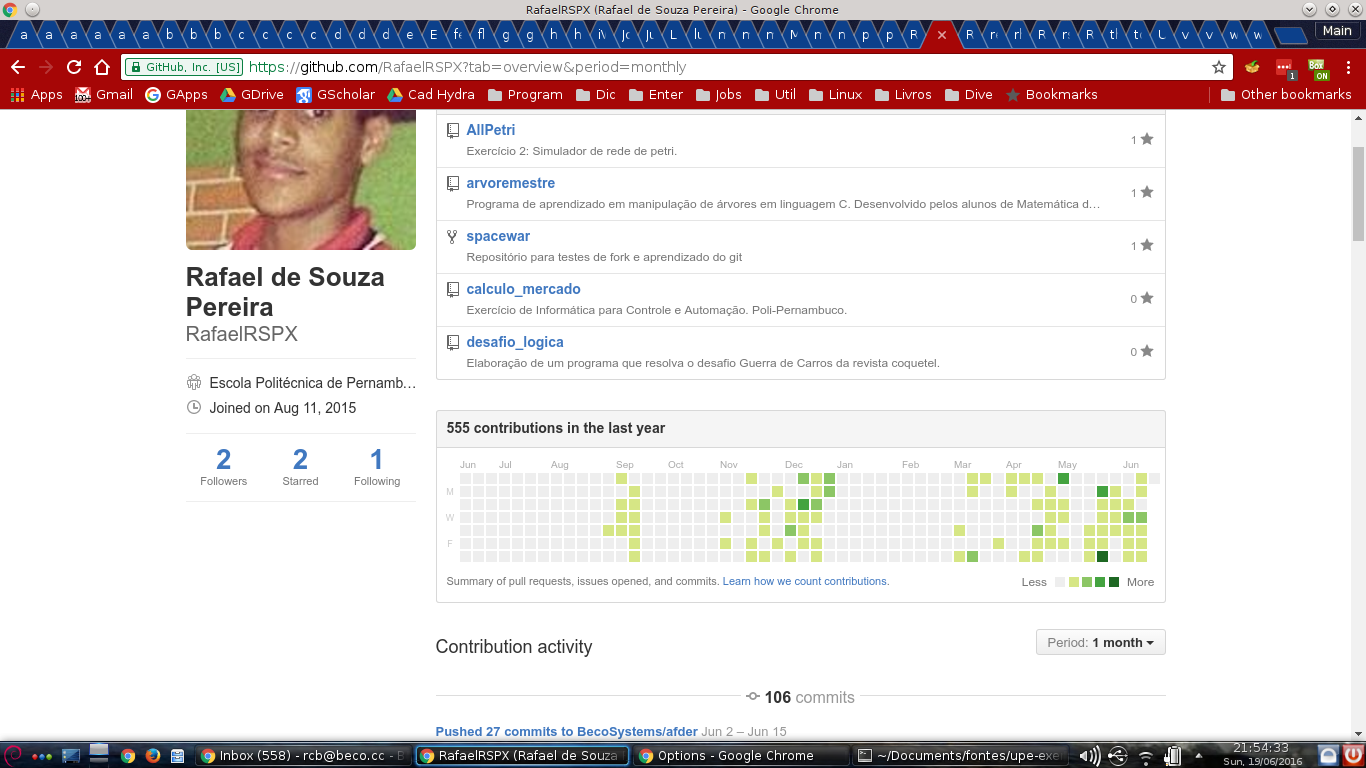 RafaelRSPX (Rafael de Souza Pereira) - Google Chrome
Main
GitHub, Inc. [US] https://github.com/RafaelRSPX?tab=overview&period=monthly
Apps Gmail GApps GDrive GScholar Cad Hydra Program Dic Enter Jobs Util Linux Livros Dive Bookmarks Other bookmarks
AllPetri
Exercício 2: Simulador de rede de petri.
1
arvoremestre
Programa de aprendizado em manipulação de árvores em linguagem C. Desenvolvido pelos alunos de Matemática d…
1
spacewar
Repositório para testes de fork e aprendizado do git
1
calculo_mercado
Exercício de Informática para Controle e Automação. Poli-Pernambuco.
0
desafio_logica
Elaboração de um programa que resolva o desafio Guerra de Carros da revista coquetel.
0
Rafael de Souza
Pereira
RafaelRSPX
Escola Politécnica de Pernamb…
Joined on Aug 11, 2015
2 2 1
Followers Starred Following
555 contributions in the last year
Jun Jul Aug Sep Oct Nov Dec Jan Feb Mar Apr May Jun
M
W
F
Summary of pull requests, issues opened, and commits. Learn how we count contributions.
Less More
Contribution activity
Period: 1 month
106 commits
Pushed 27 commits to BecoSystems/afder Jun 2 – Jun 15
Inbox (558) - rcb@beco.cc - B
RafaelRSPX (Rafael de Souza
Options - Google Chrome
~/Documents/fontes/upe-exe
21:54:33
Sun, 19/06/2016